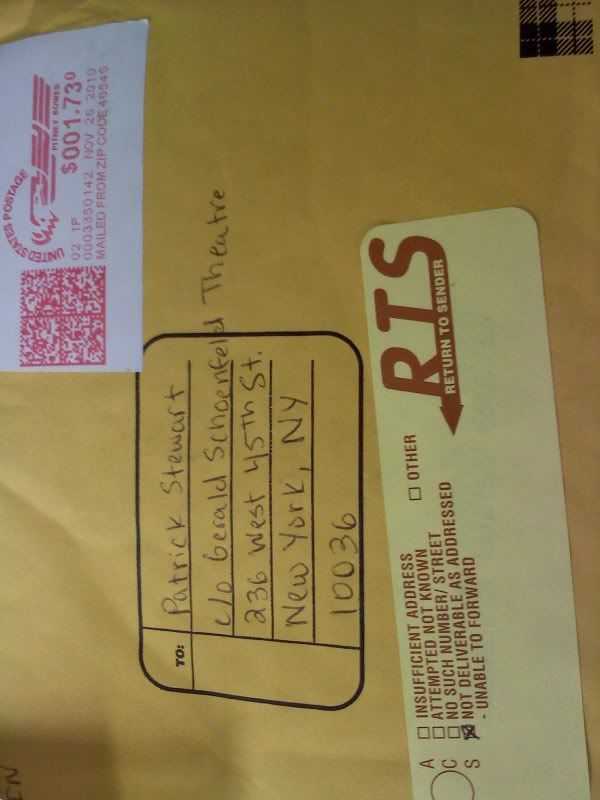 UNITED STATES POSTAGE
PITNEY BOWES
02 1P $001.73⁰
0003350142 NOV 26 2010
MAILED FROM ZIP CODE 46545
TO:
Patrick Stewart
c/o Gerald Schoenfeld Theatre
236 West 45th St.
New York, NY
10036
RTS
RETURN TO SENDER
A □ INSUFFICIENT ADDRESS
□ ATTEMPTED NOT KNOWN □ OTHER
C □ NO SUCH NUMBER/ STREET
S ☒ NOT DELIVERABLE AS ADDRESSED
- UNABLE TO FORWARD